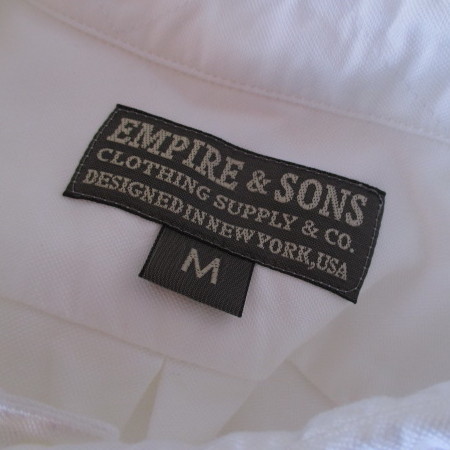 EMPIRE & SONS
CLOTHING SUPPLY & CO.
DESIGNED IN NEW YORK, USA
M